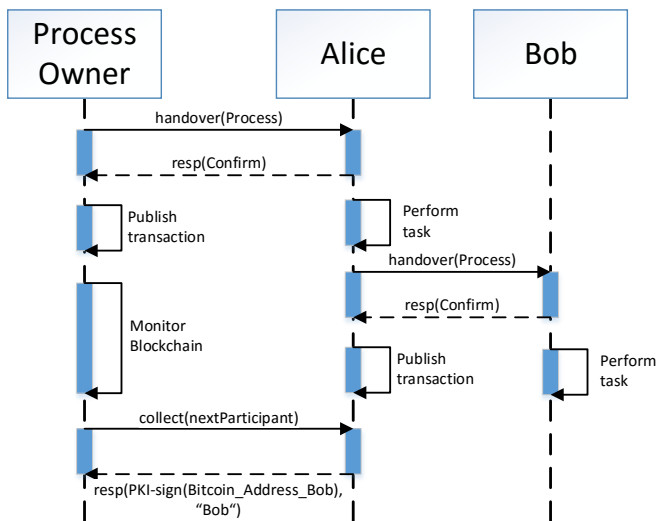 Process
Owner
Alice
Bob
handover(Process)
resp(Confirm)
Publish
transaction
Perform
task
handover(Process)
resp(Confirm)
Monitor
Blockchain
Publish
transaction
Perform
task
collect(nextParticipant)
resp(PKI-sign(Bitcoin_Address_Bob),
“Bob“)